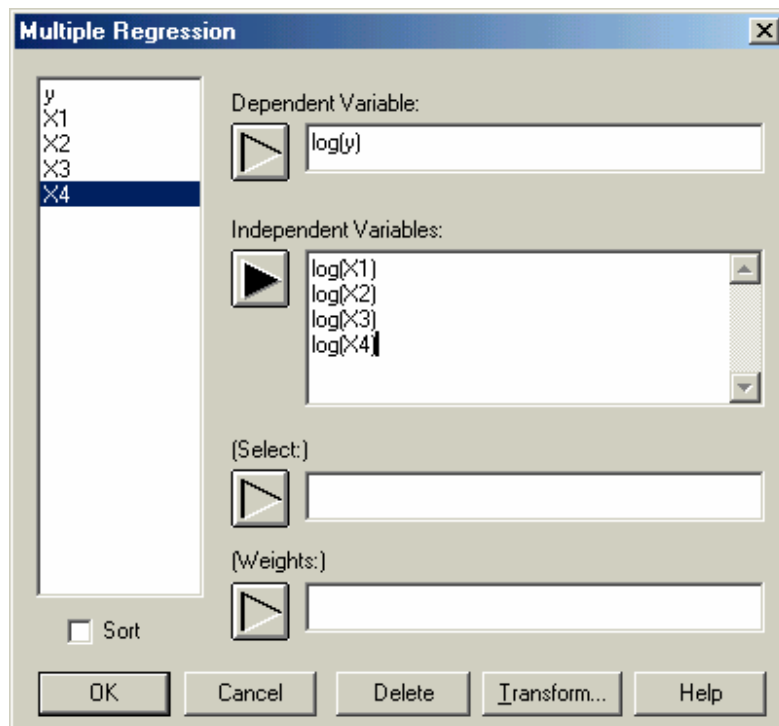 Multiple Regression
y
X1
X2
X3
X4
Dependent Variable:
log(y)
Independent Variables:
log(X1)
log(X2)
log(X3)
log(X4)
(Select:)
(Weights:)
Sort
OK
Cancel
Delete
Transform...
Help